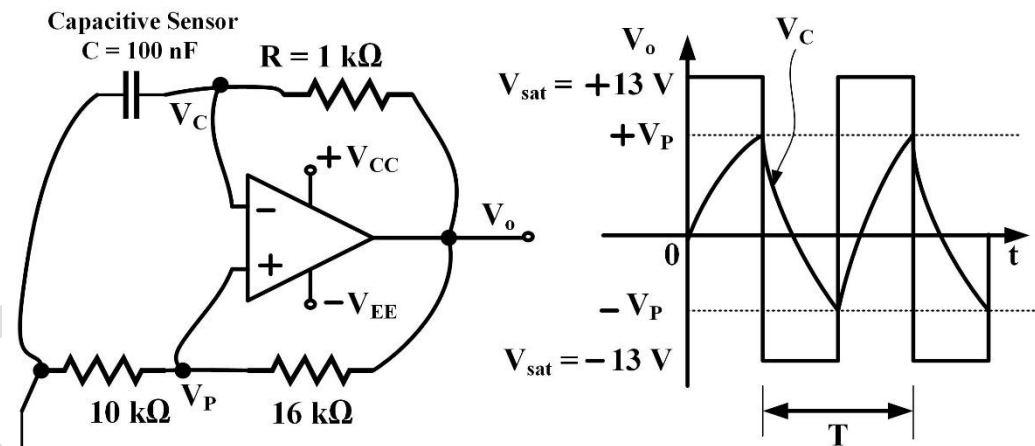 Capacitive Sensor
C = 100 nF
R = 1 kΩ
V_C
+V_CC
V_o
−
+
−V_EE
10 kΩ
V_P
16 kΩ
V_o
V_C
V_sat = +13 V
+V_P
0
t
−V_P
V_sat = −13 V
T